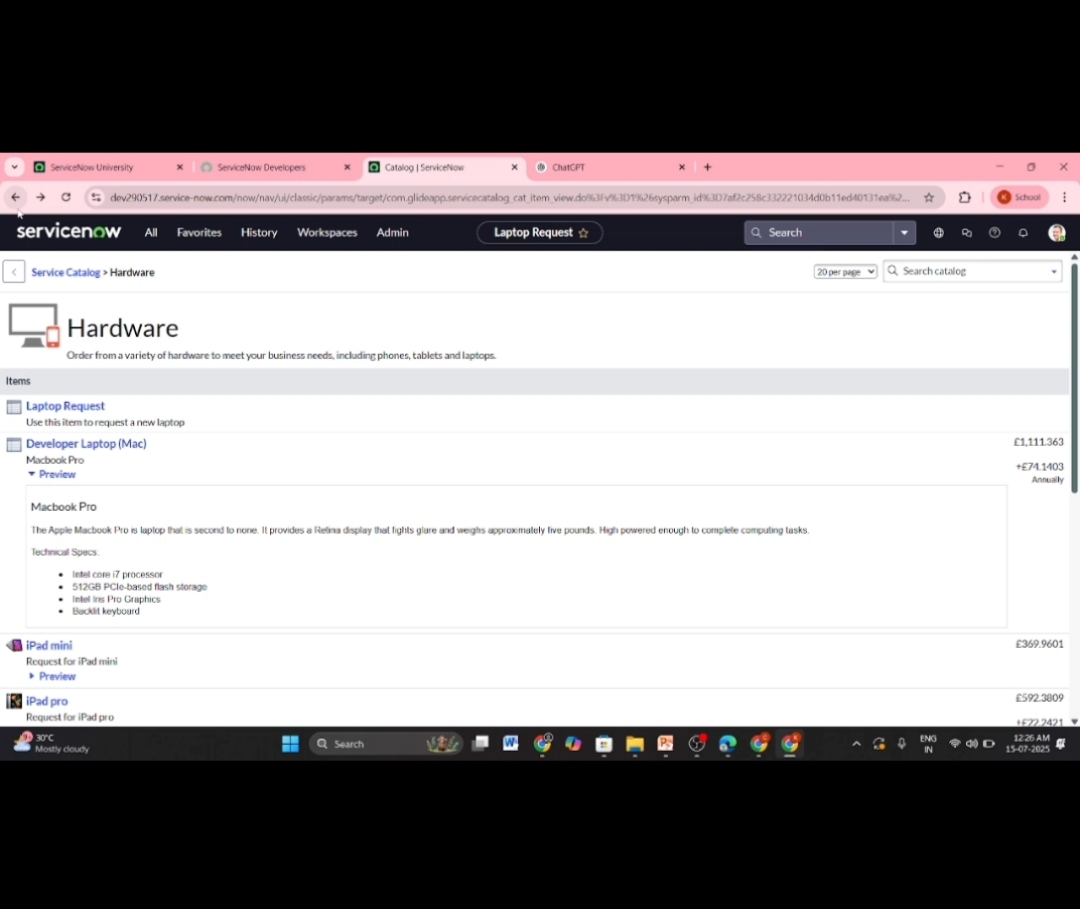 ServiceNow University
ServiceNow Developers
Catalog | ServiceNow
ChatGPT
dev290517.service-now.com/now/nav/ui/classic/params/target/com.glideapp.servicecatalog_cat_item_view.do%3Fv%3D1%26sysparm_id%3D7af2c258c332221034d0b11ed40131ea%2...
K School
servicenow All Favorites History Workspaces Admin Laptop Request Search
Service Catalog > Hardware
20 per page
Search catalog
Hardware
Order from a variety of hardware to meet your business needs, including phones, tablets and laptops.
Items
Laptop Request
Use this item to request a new laptop
Developer Laptop (Mac) £1,111.363
Macbook Pro
+£74.1403
Preview
Annually
Macbook Pro
The Apple Macbook Pro is laptop that is second to none. It provides a Retina display that fights glare and weighs approximately five pounds. High powered enough to complete computing tasks.
Technical Specs:
• Intel core i7 processor
• 512GB PCIe-based flash storage
• Intel Iris Pro Graphics
• Backlit keyboard
iPad mini £369.9601
Request for iPad mini
Preview
iPad pro £592.3809
Request for iPad pro
+£22.2421
30°C
Mostly cloudy
Search
ENG
IN
12:26 AM
15-07-2025